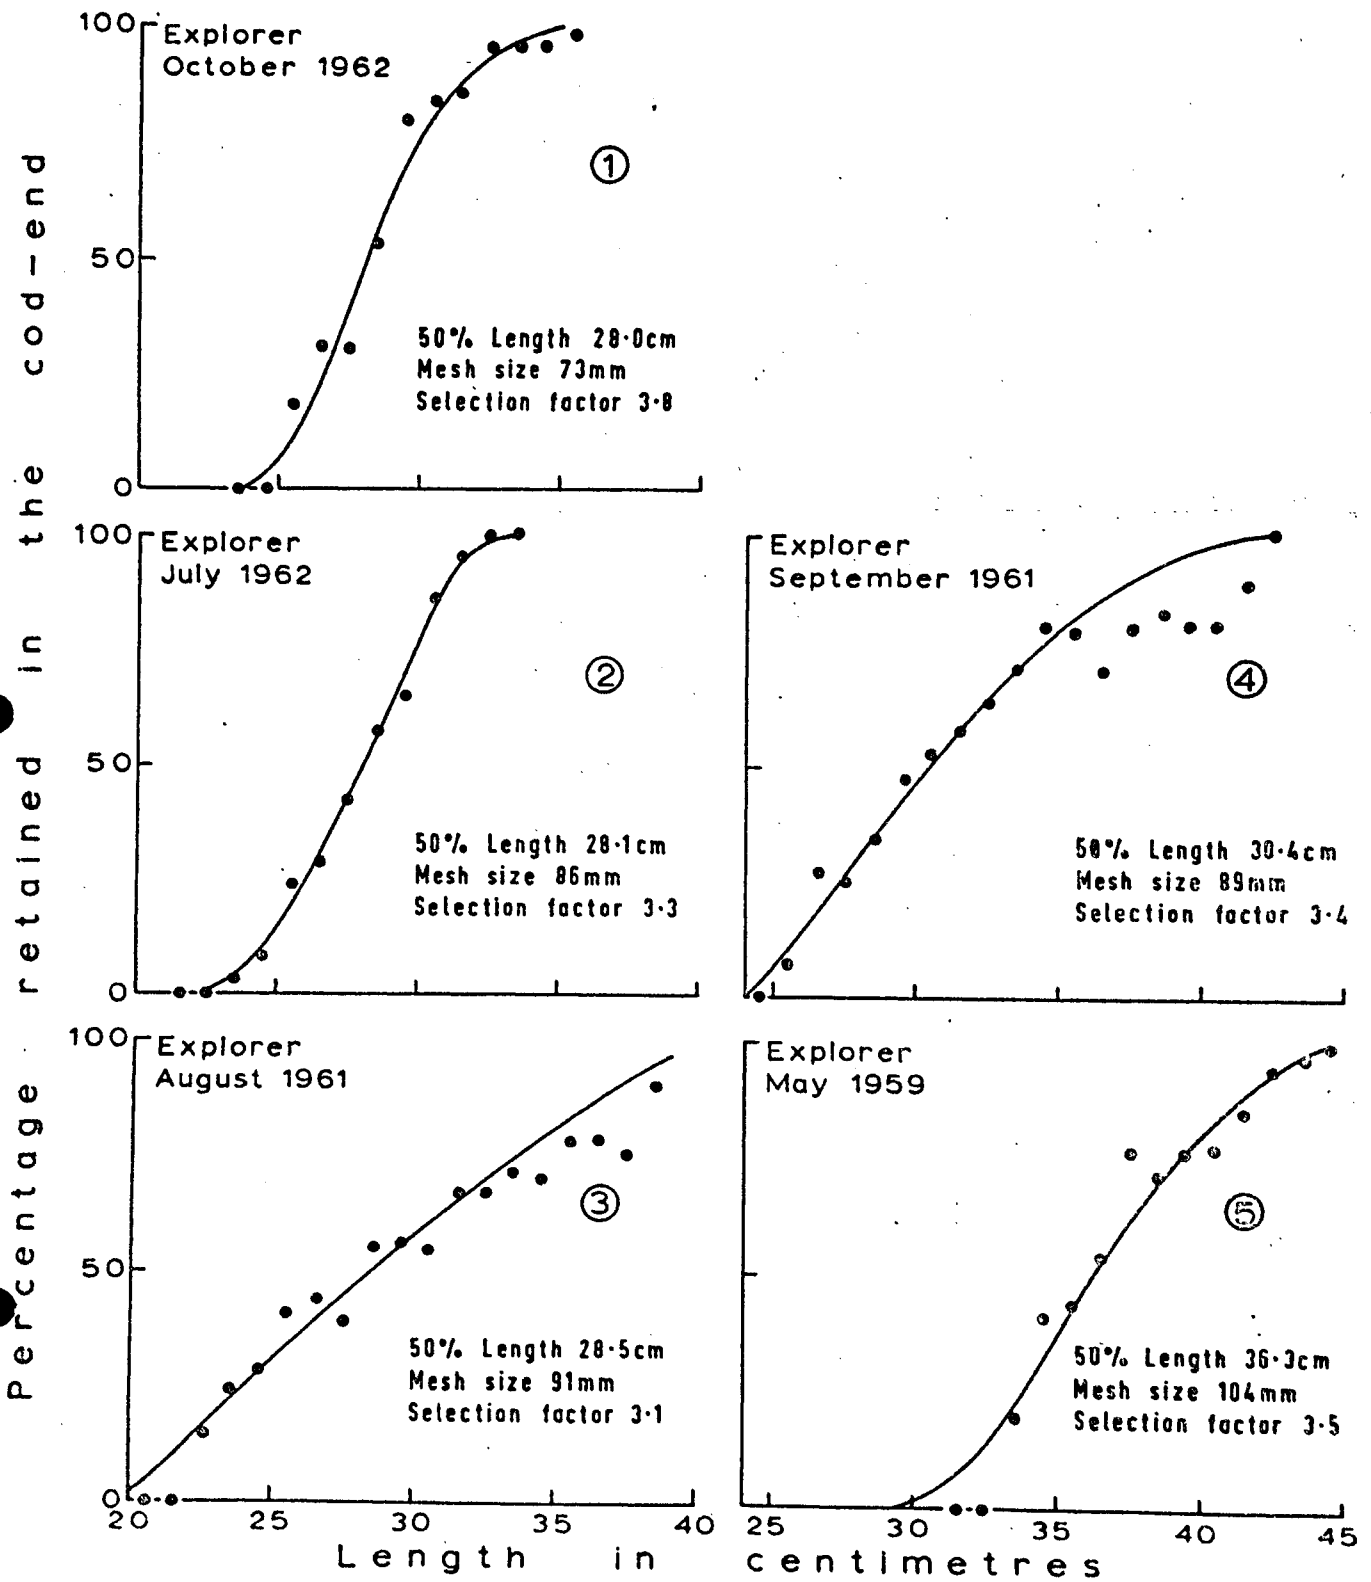 Percentage retained in the cod-end
100
50
0
Explorer
October 1962
①
50% Length 28·0cm
Mesh size 73mm
Selection factor 3·8
100
50
0
Explorer
July 1962
②
50% Length 28·1cm
Mesh size 86mm
Selection factor 3·3
100
50
0
Explorer
August 1961
③
50% Length 28·5cm
Mesh size 91mm
Selection factor 3·1
20 25 30 35 40
Explorer
September 1961
④
50% Length 30·4cm
Mesh size 89mm
Selection factor 3·4
Explorer
May 1959
⑤
50% Length 36·3cm
Mesh size 104mm
Selection factor 3·5
25 30 35 40 45
Length in centimetres